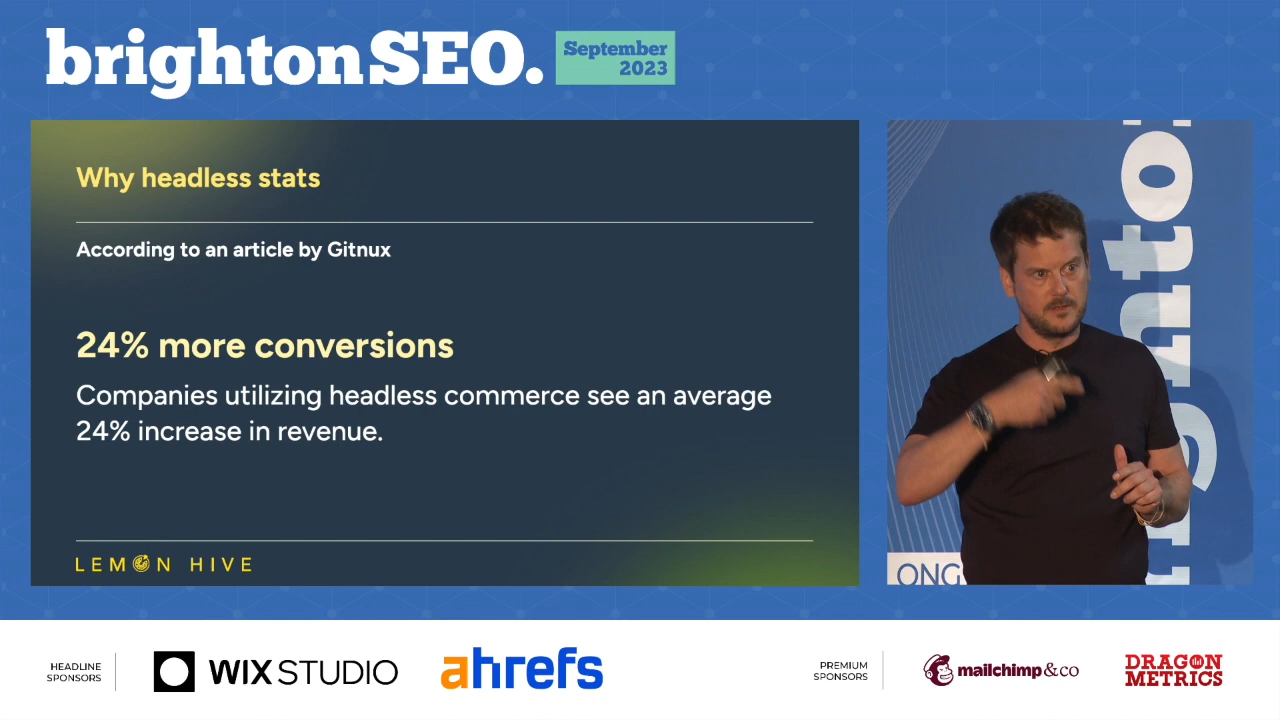 brightonSEO.
September
2023
Why headless stats
According to an article by Gitnux
24% more conversions
Companies utilizing headless commerce see an average
24% increase in revenue.
LEMON HIVE
ONG
HEADLINE
SPONSORS
WIX STUDIO
ahrefs
PREMIUM
SPONSORS
mailchimp&co
DRAGON
METRICS